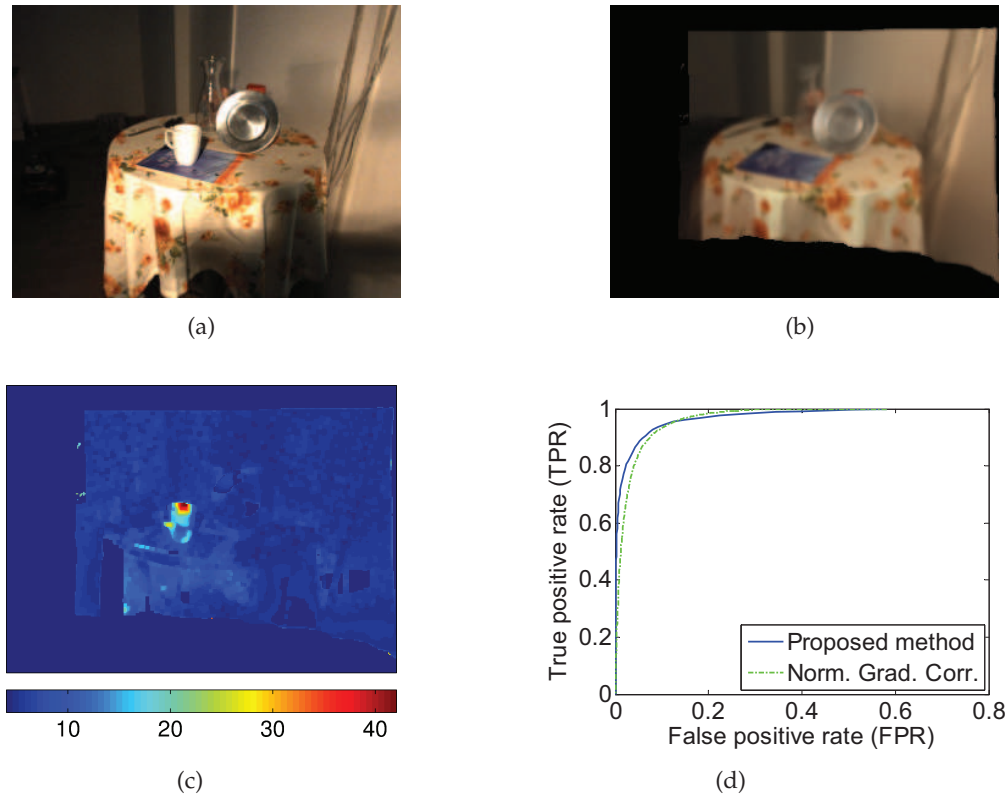 (a)
(b)
10 20 30 40
(c)
True positive rate (TPR)
1
0.8
0.6
0.4
0.2
0
Proposed method
Norm. Grad. Corr.
0 0.2 0.4 0.6 0.8
False positive rate (FPR)
(d)